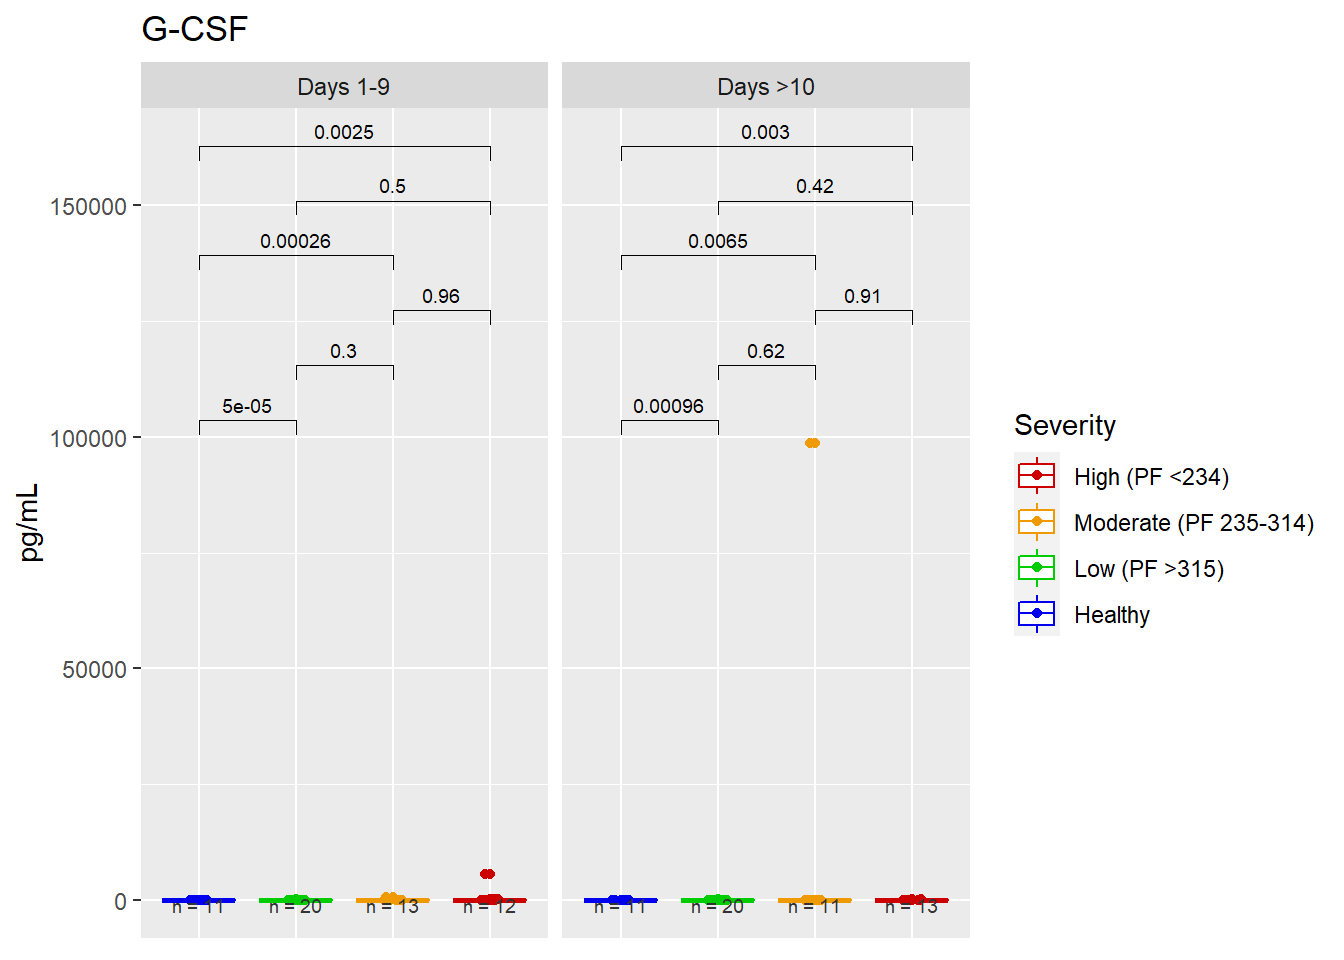 G-CSF
Days 1-9
Days >10
0.0025
0.003
0.5
0.42
0.00026
0.0065
0.96
0.91
0.3
0.62
5e-05
0.00096
150000
100000
50000
0
pg/mL
n = 11
n = 20
n = 13
n = 12
n = 11
n = 20
n = 11
n = 13
Severity
High (PF <234)
Moderate (PF 235-314)
Low (PF >315)
Healthy